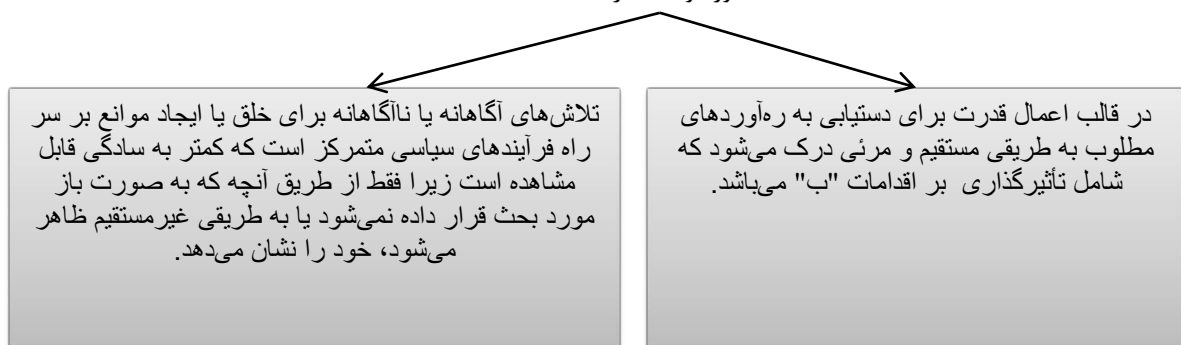 در قالب اعمال قدرت برای دستیابی به ره‌آوردهای
مطلوب به طریقی مستقیم و مرئی درک می‌شود که
شامل تأثیرگذاری بر اقدامات "ب" می‌باشد.
تلاش‌های آگاهانه یا ناآگاهانه برای خلق یا ایجاد موانع بر سر
راه فرآیندهای سیاسی متمرکز است که کمتر به سادگی قابل
مشاهده است زیرا فقط از طریق آنچه که به صورت باز
مورد بحث قرار داده نمی‌شود یا به طریقی غیرمستقیم ظاهر
می‌شود، خود را نشان می‌دهد.